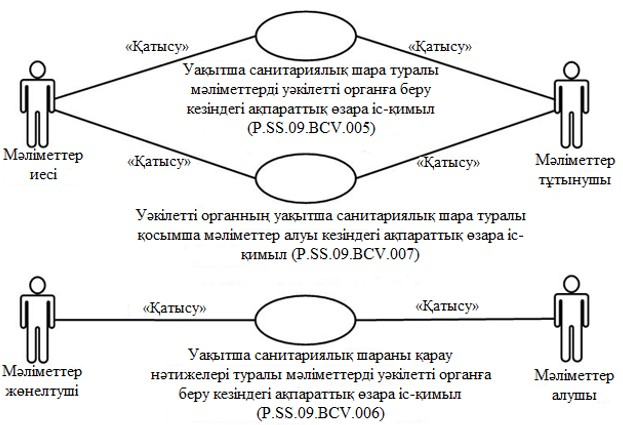 «Қатысу»
«Қатысу»
Уақытша санитариялық шара туралы
мәліметтерді уәкілетті органға беру
кезіндегі ақпараттық өзара іс-қимыл
(P.SS.09.BCV.005)
Мәліметтер
иесі
«Қатысу»
«Қатысу»
Мәліметтер
тұтынушы
Уәкілетті органның уақытша санитариялық шара туралы
қосымша мәліметтер алуы кезіндегі ақпараттық өзара іс-
қимыл (P.SS.09.BCV.007)
«Қатысу»
«Қатысу»
Мәліметтер
жөнелтуші
Уақытша санитариялық шараны қарау
нәтижелері туралы мәліметтерді уәкілетті органға
беру кезіндегі ақпараттық өзара іс-қимыл
(P.SS.09.BCV.006)
Мәліметтер
алушы